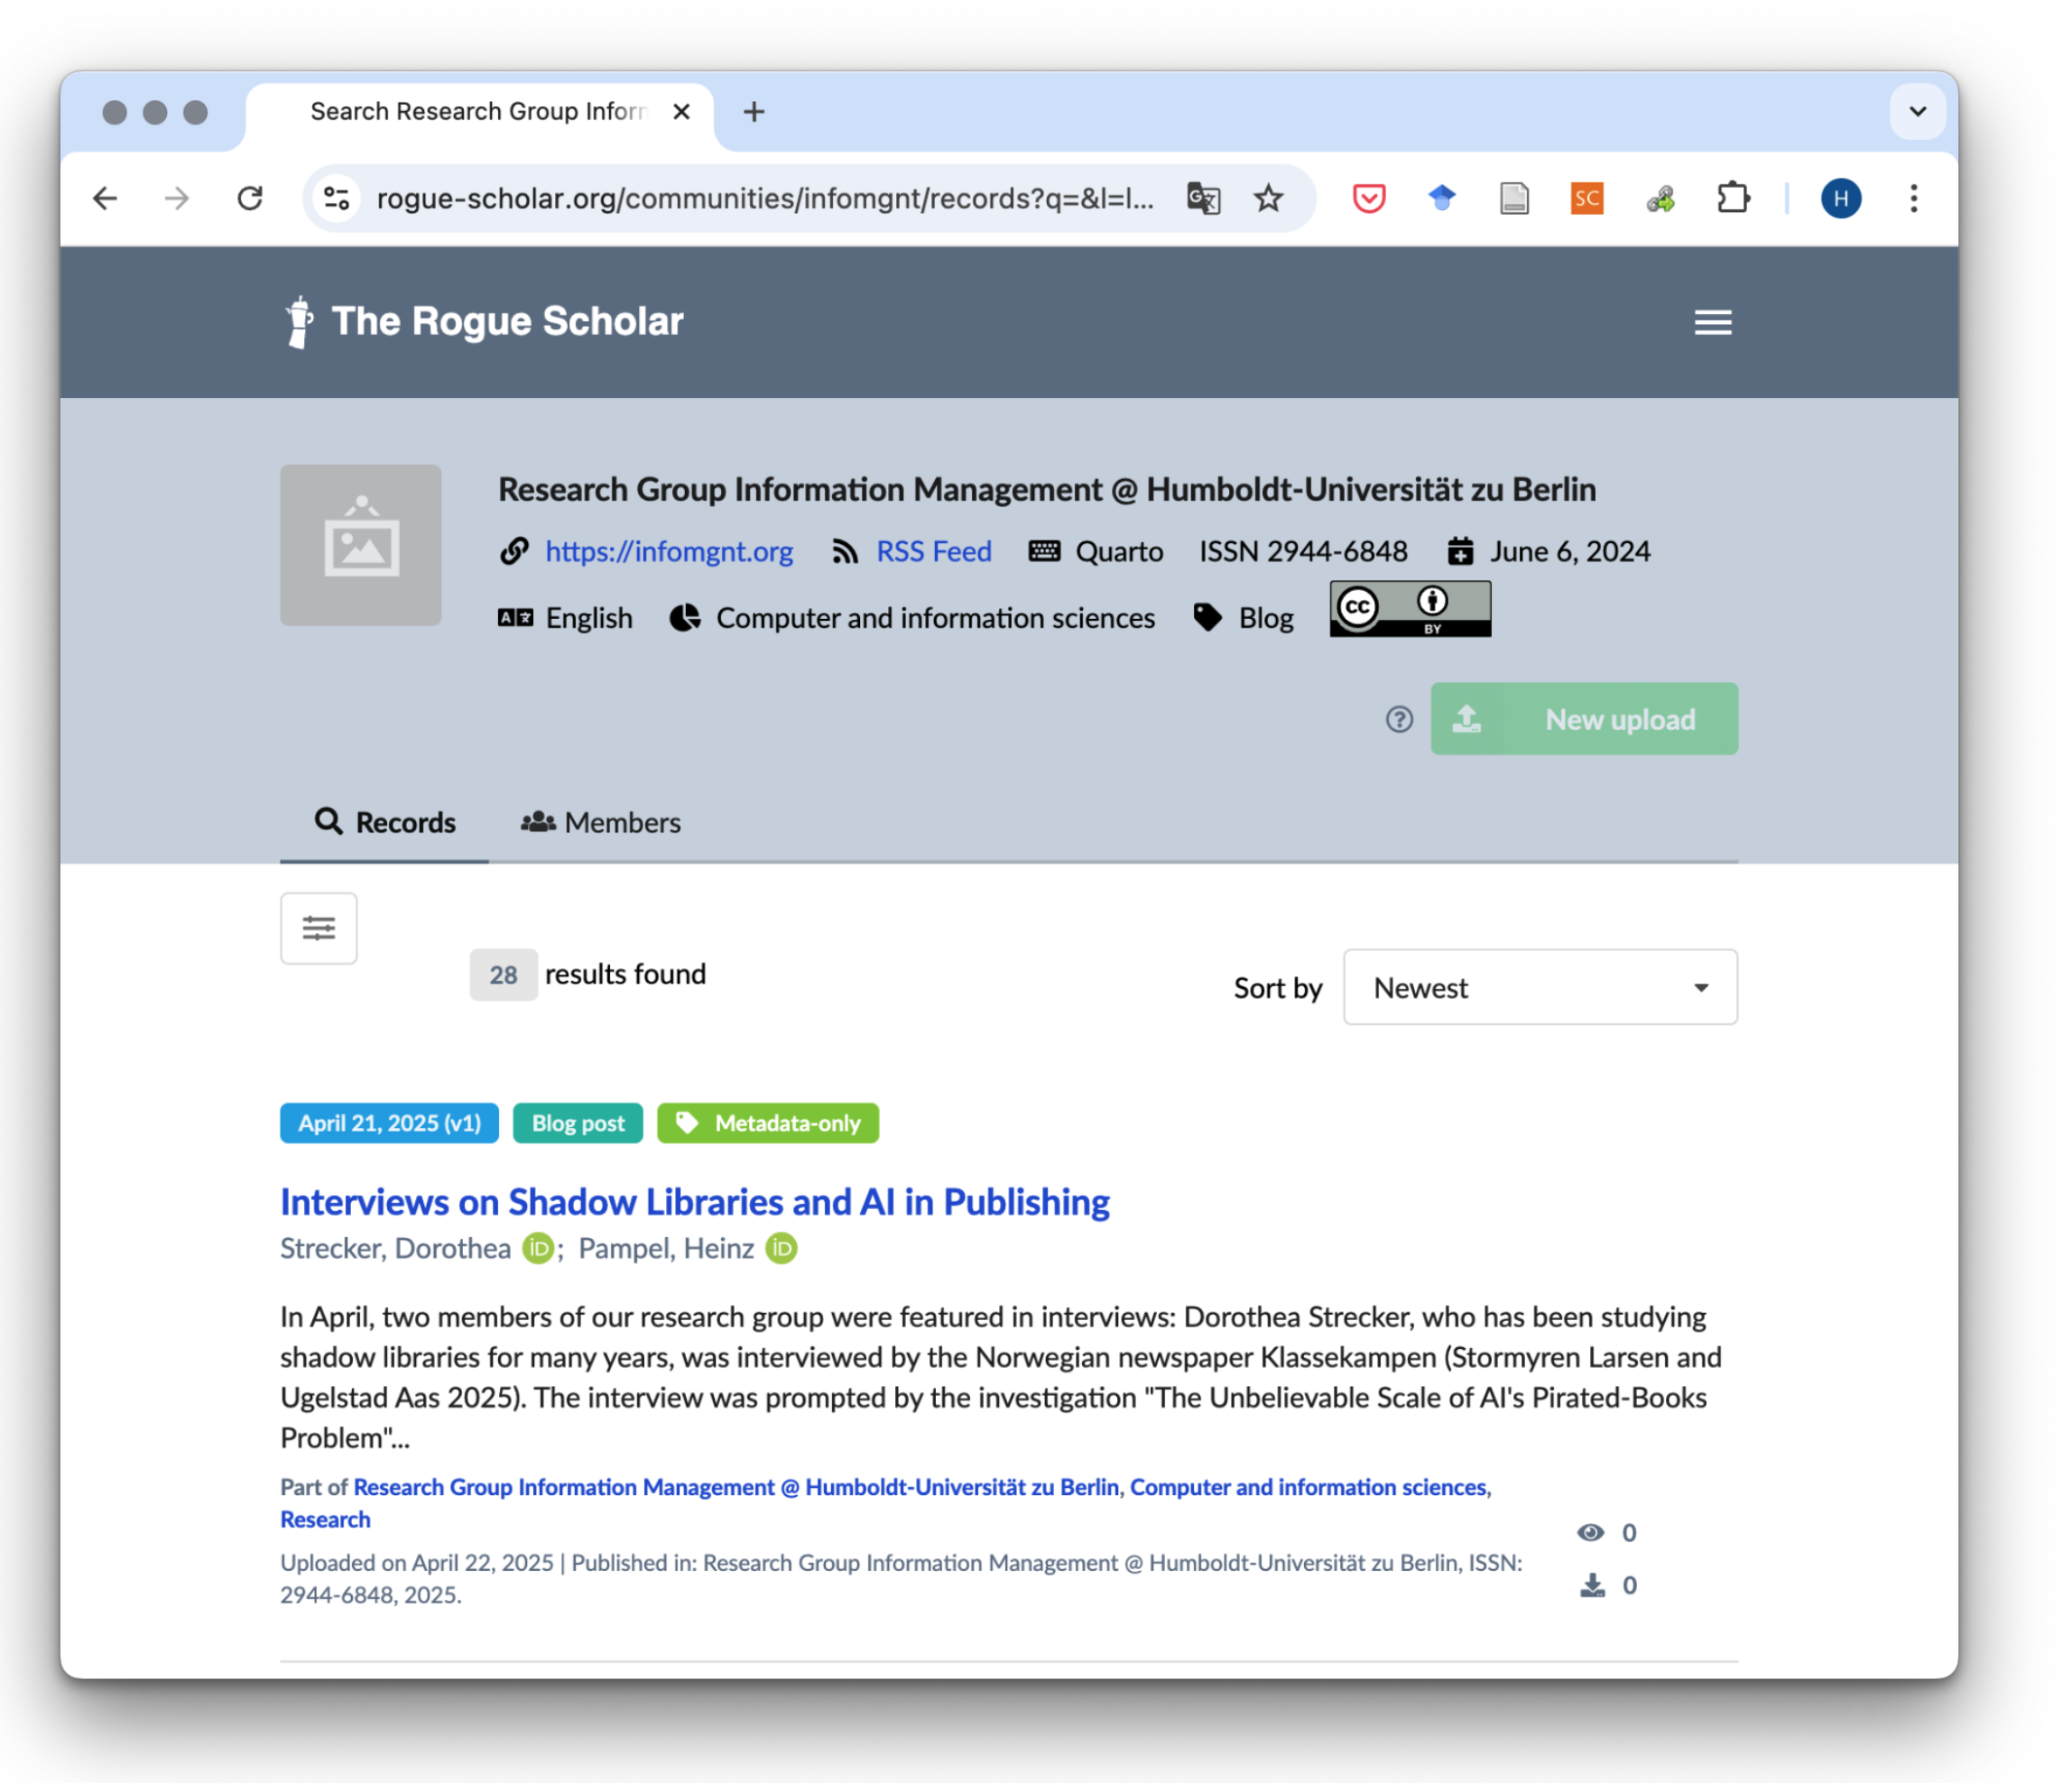 Search Research Group Inform
rogue-scholar.org/communities/infomgnt/records?q=&l=l...
SC
H
The Rogue Scholar
Research Group Information Management @ Humboldt-Universität zu Berlin
https://infomgnt.org RSS Feed Quarto ISSN 2944-6848 June 6, 2024
English Computer and information sciences Blog CC BY
New upload
Records Members
28 results found
Sort by Newest
April 21, 2025 (v1) Blog post Metadata-only
Interviews on Shadow Libraries and AI in Publishing
Strecker, Dorothea iD; Pampel, Heinz iD
In April, two members of our research group were featured in interviews: Dorothea Strecker, who has been studying
shadow libraries for many years, was interviewed by the Norwegian newspaper Klassekampen (Stormyren Larsen and
Ugelstad Aas 2025). The interview was prompted by the investigation "The Unbelievable Scale of AI's Pirated-Books
Problem"...
Part of Research Group Information Management @ Humboldt-Universität zu Berlin, Computer and information sciences,
Research
0
Uploaded on April 22, 2025 | Published in: Research Group Information Management @ Humboldt-Universität zu Berlin, ISSN:
2944-6848, 2025.
0